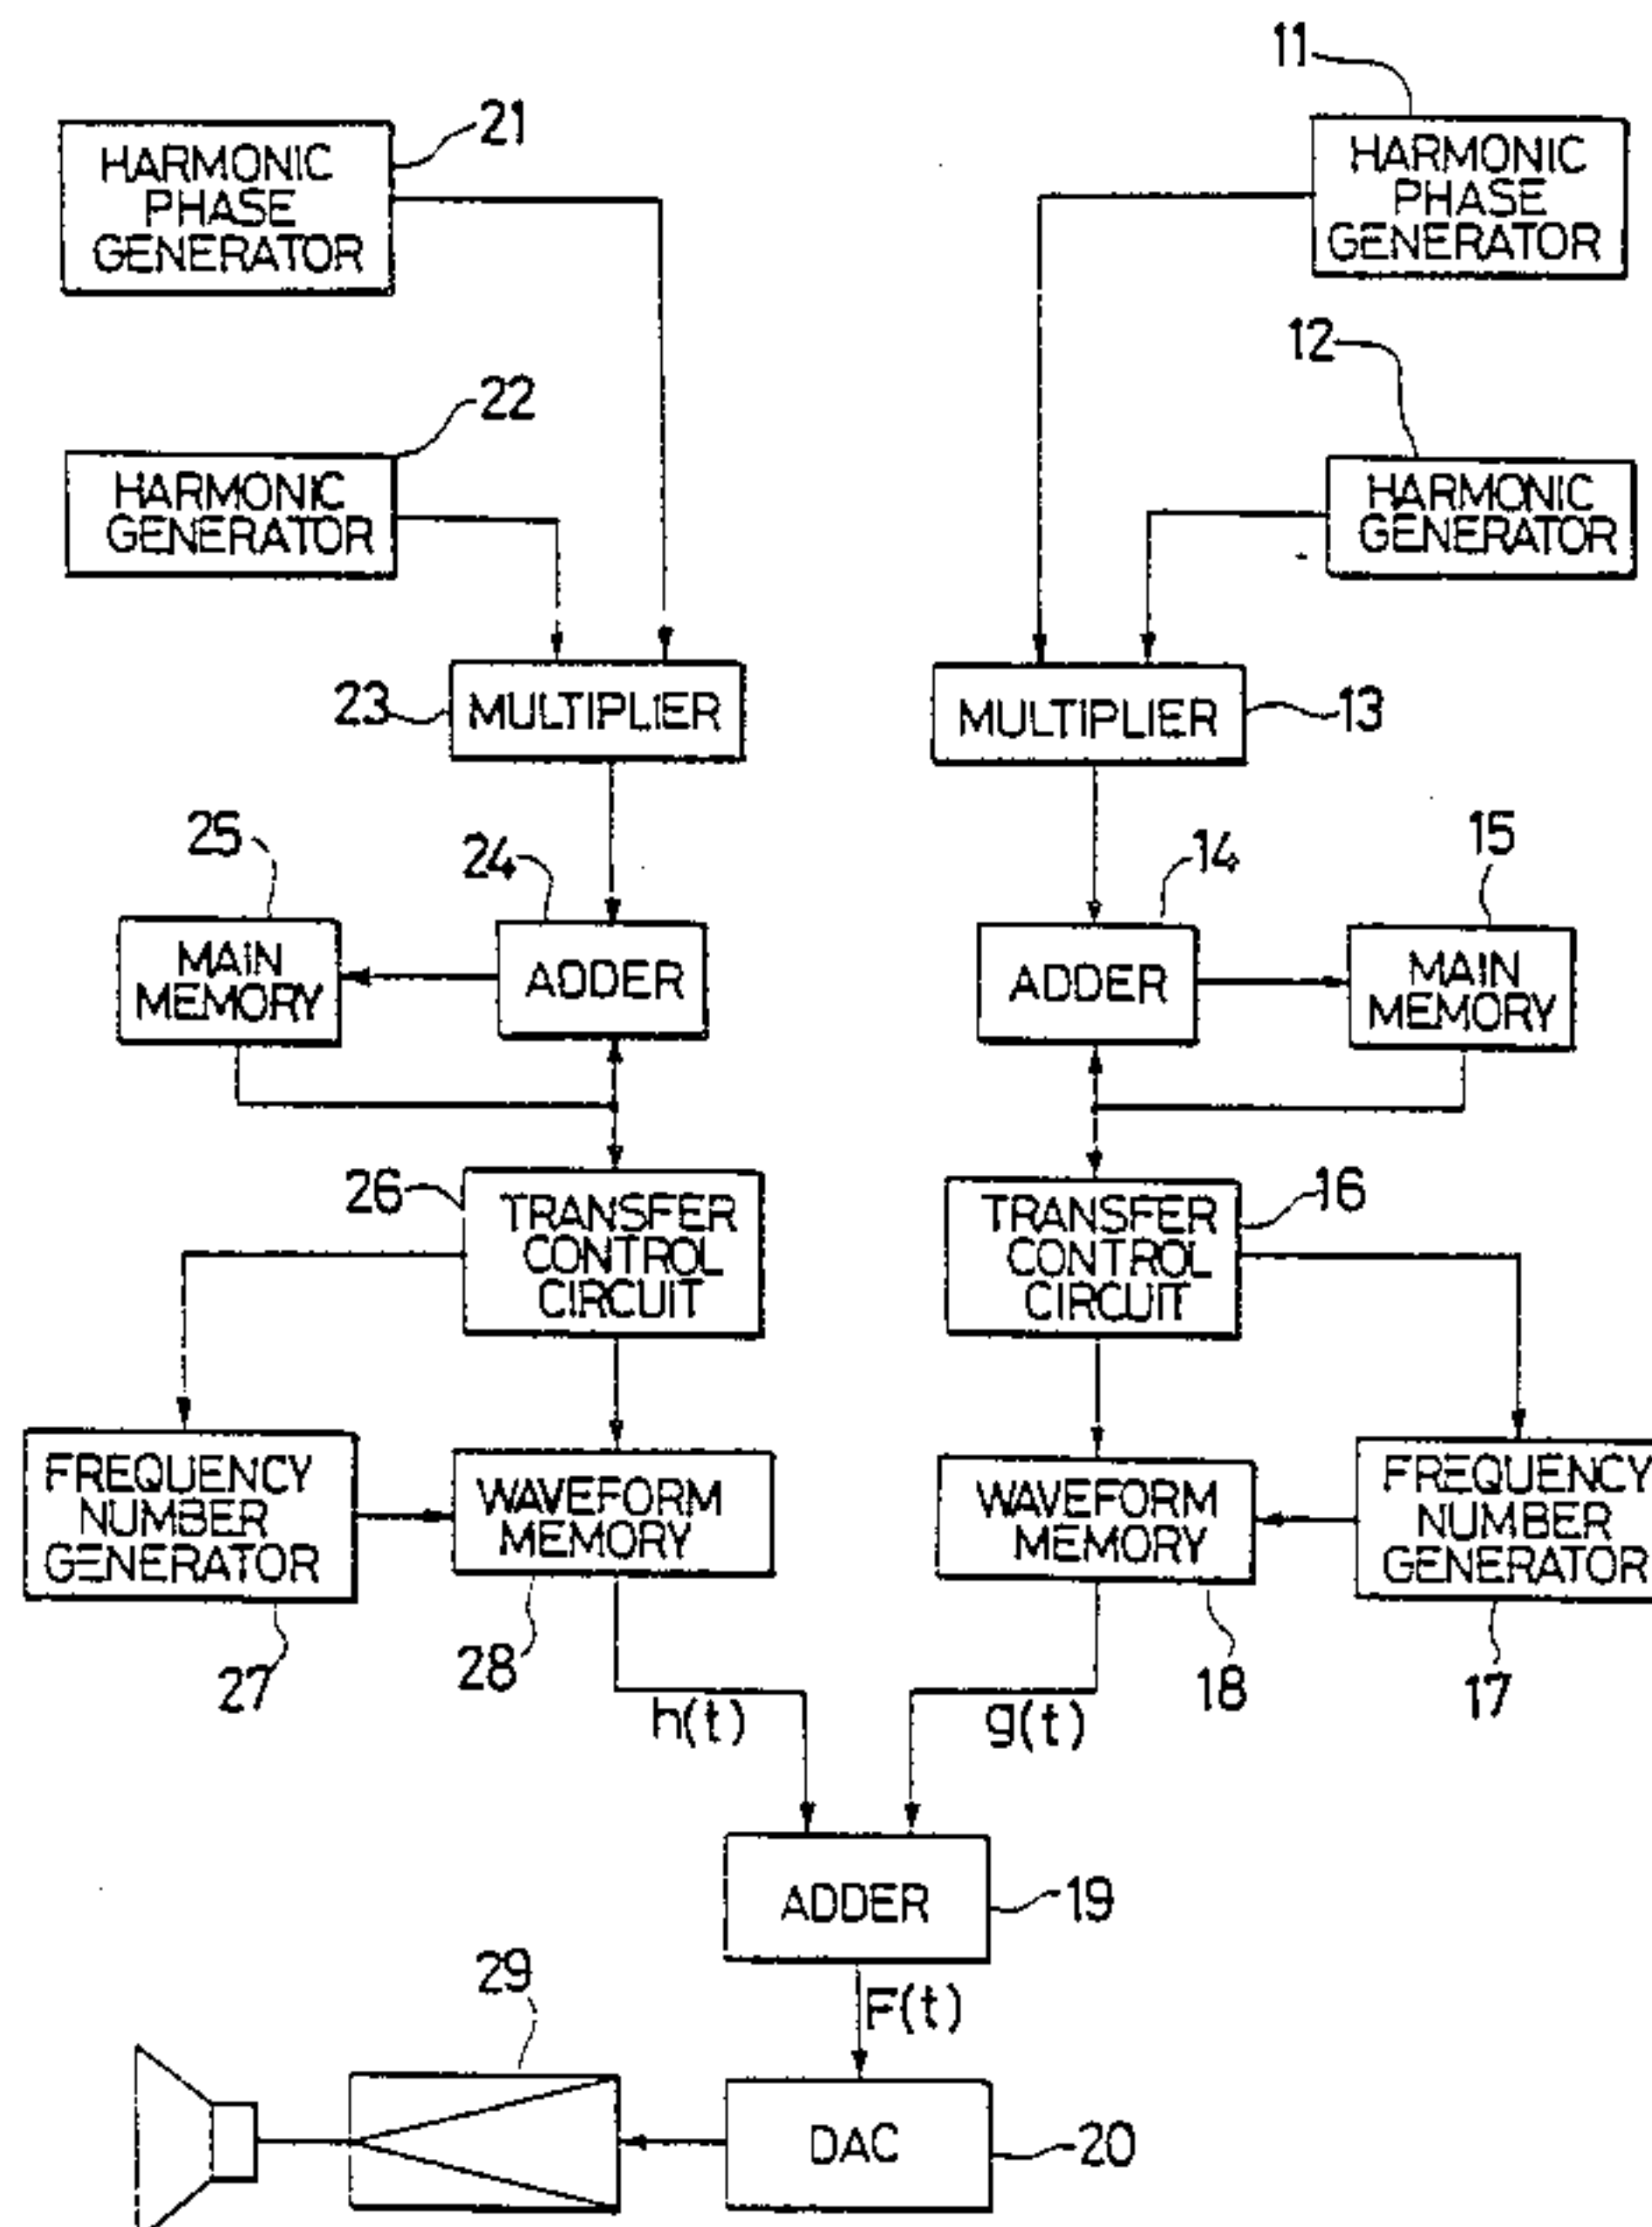 11
21
HARMONIC
PHASE
GENERATOR
HARMONIC
PHASE
GENERATOR
12
22
HARMONIC
GENERATOR
HARMONIC
GENERATOR
23
MULTIPLIER
MULTIPLIER
13
25
24
14
15
MAIN
MEMORY
ADDER
ADDER
MAIN
MEMORY
26
TRANSFER
CONTROL
CIRCUIT
TRANSFER
CONTROL
CIRCUIT
16
FREQUENCY
NUMBER
GENERATOR
WAVEFORM
MEMORY
WAVEFORM
MEMORY
FREQUENCY
NUMBER
GENERATOR
27
28
18
17
h(t)
g(t)
ADDER
19
29
F(t)
DAC
20